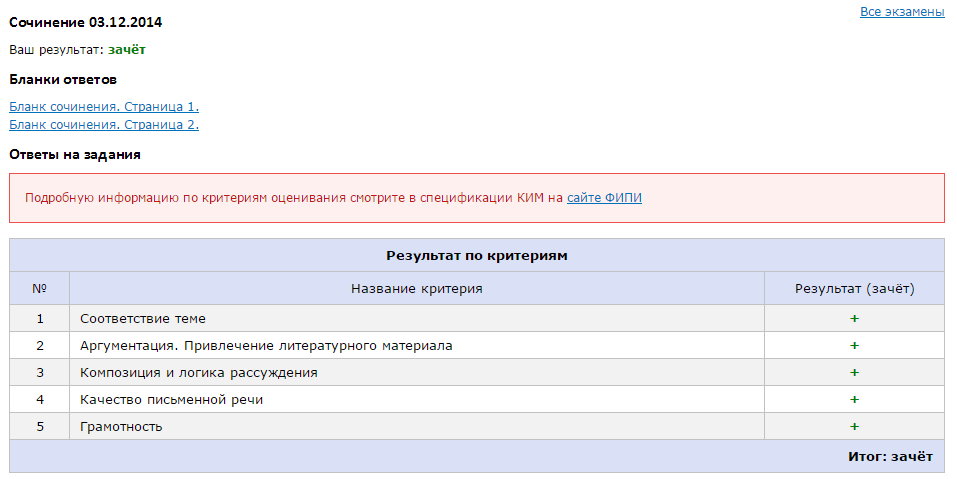 Все экзамены
Сочинение 03.12.2014
Ваш результат: зачёт
Бланки ответов
Бланк сочинения. Страница 1.
Бланк сочинения. Страница 2.
Ответы на задания
Подробную информацию по критериям оценивания смотрите в спецификации КИМ на сайте ФИПИ
Результат по критериям
№ Название критерия Результат (зачёт)
1 Соответствие теме +
2 Аргументация. Привлечение литературного материала +
3 Композиция и логика рассуждения +
4 Качество письменной речи +
5 Грамотность +
Итог: зачёт